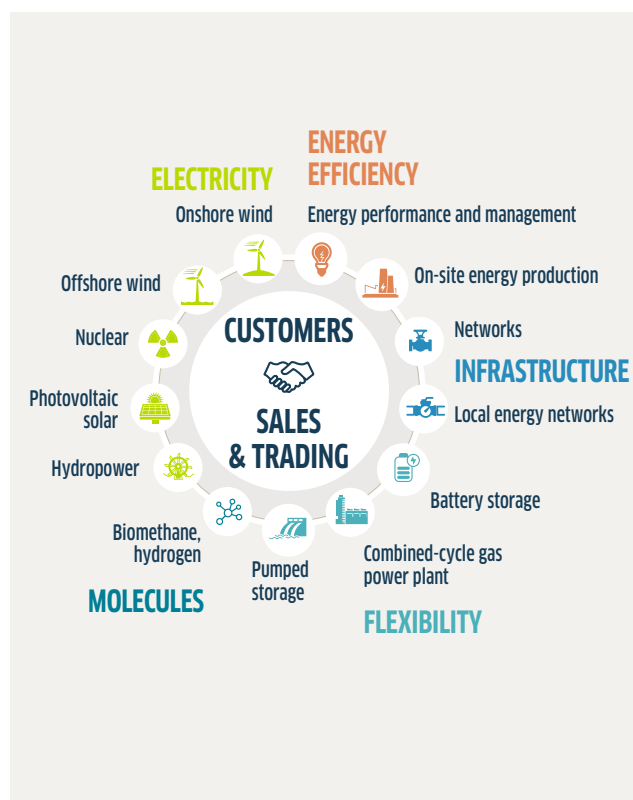 ENERGY
EFFICIENCY
ELECTRICITY
Onshore wind
Energy performance and management
Offshore wind
On-site energy production
Nuclear
CUSTOMERS
Networks
INFRASTRUCTURE
Photovoltaic
solar
SALES
& TRADING
Local energy networks
Hydropower
Battery storage
Biomethane,
hydrogen
Combined-cycle gas
power plant
Pumped
storage
MOLECULES
FLEXIBILITY